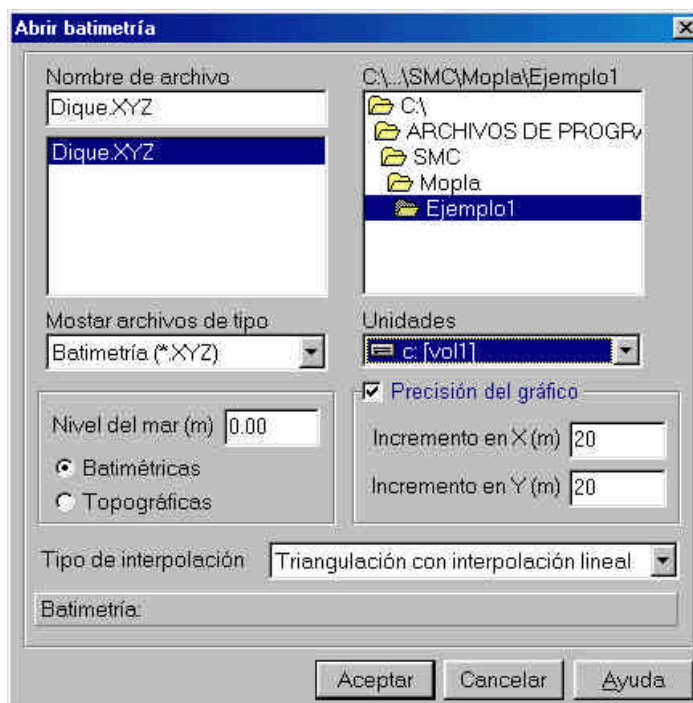 Abrir batimetría
Nombre de archivo
Dique.XYZ
Dique.XYZ
C:\...\SMC\Mopla\Ejemplo1
C:\
ARCHIVOS DE PROGRA
SMC
Mopla
Ejemplo1
Mostar archivos de tipo
Batimetría (*.XYZ)
Unidades
c: [vol1]
Nivel del mar (m) 0.00
Batimétricas
Topográficas
Precisión del gráfico
Incremento en X (m) 20
Incremento en Y (m) 20
Tipo de interpolación Triangulación con interpolación lineal
Batimetría:
Aceptar Cancelar Ayuda